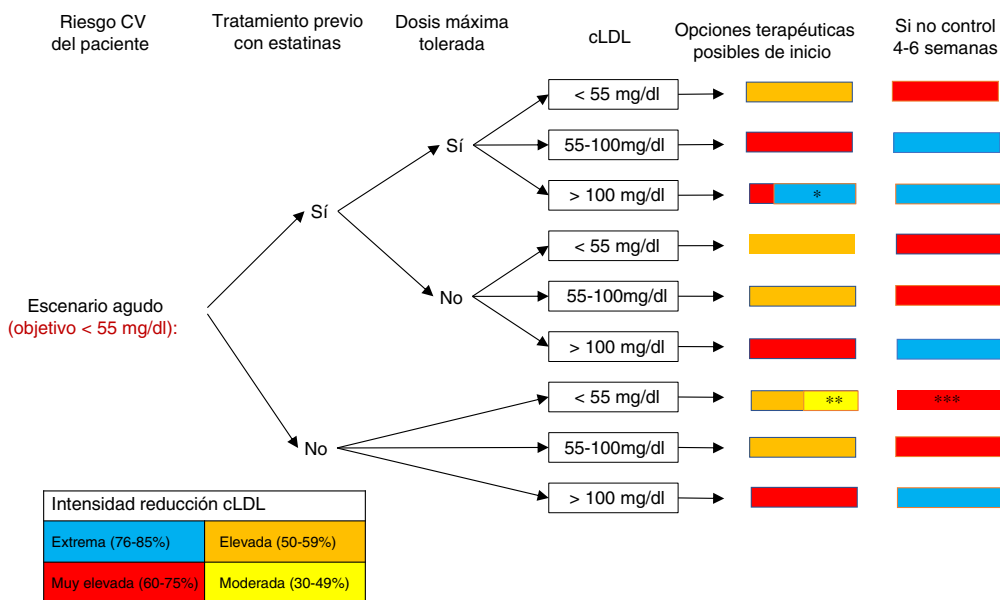 Riesgo CV
del paciente
Tratamiento previo
con estatinas
Dosis máxima
tolerada
cLDL
Opciones terapéuticas
posibles de inicio
Si no control
4-6 semanas
Escenario agudo
(objetivo < 55 mg/dl):
Sí
Sí
< 55 mg/dl
55-100mg/dl
> 100 mg/dl
*
No
< 55 mg/dl
55-100mg/dl
> 100 mg/dl
No
< 55 mg/dl
**
***
55-100mg/dl
> 100 mg/dl
Intensidad reducción cLDL
Extrema (76-85%)
Elevada (50-59%)
Muy elevada (60-75%)
Moderada (30-49%)